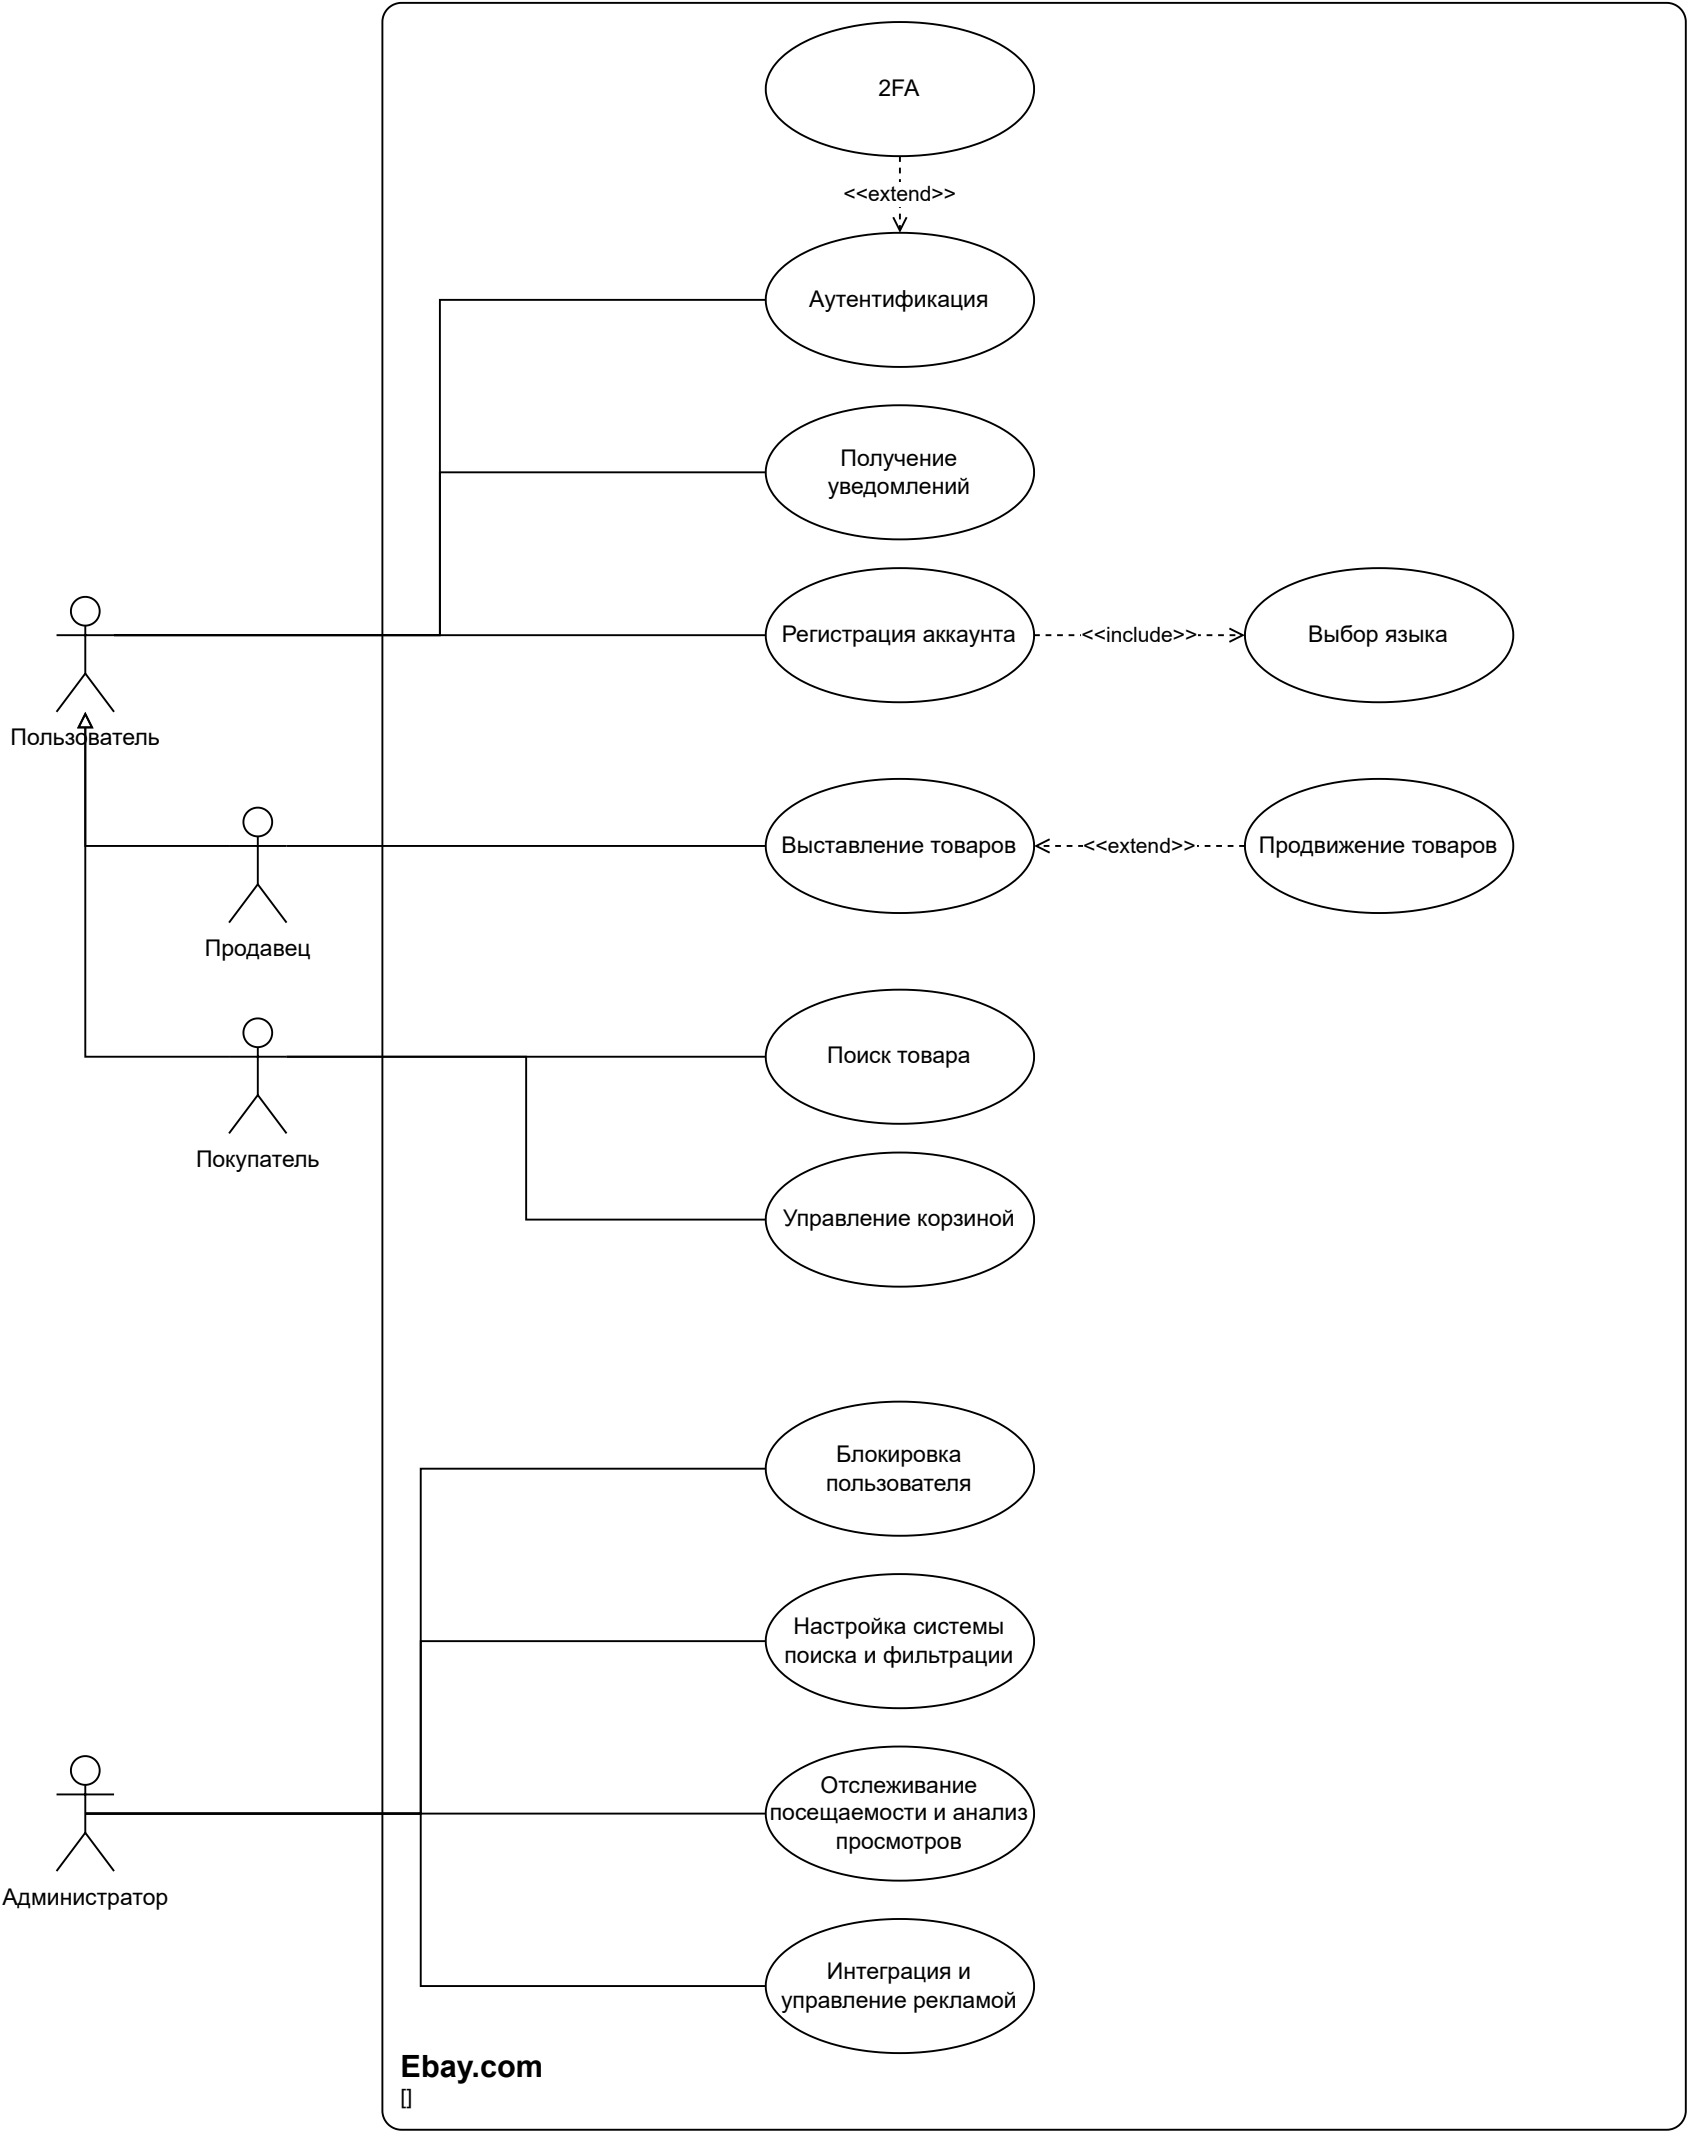 2FA
<<extend>>
Аутентификация
Получение
уведомлений
Регистрация аккаунта
<<include>>
Выбор языка
Пользователь
Выставление товаров
<<extend>>
Продвижение товаров
Продавец
Поиск товара
Покупатель
Управление корзиной
Блокировка
пользователя
Настройка системы
поиска и фильтрации
Отслеживание
посещаемости и анализ
просмотров
Администратор
Интеграция и
управление рекламой
Ebay.com
[]